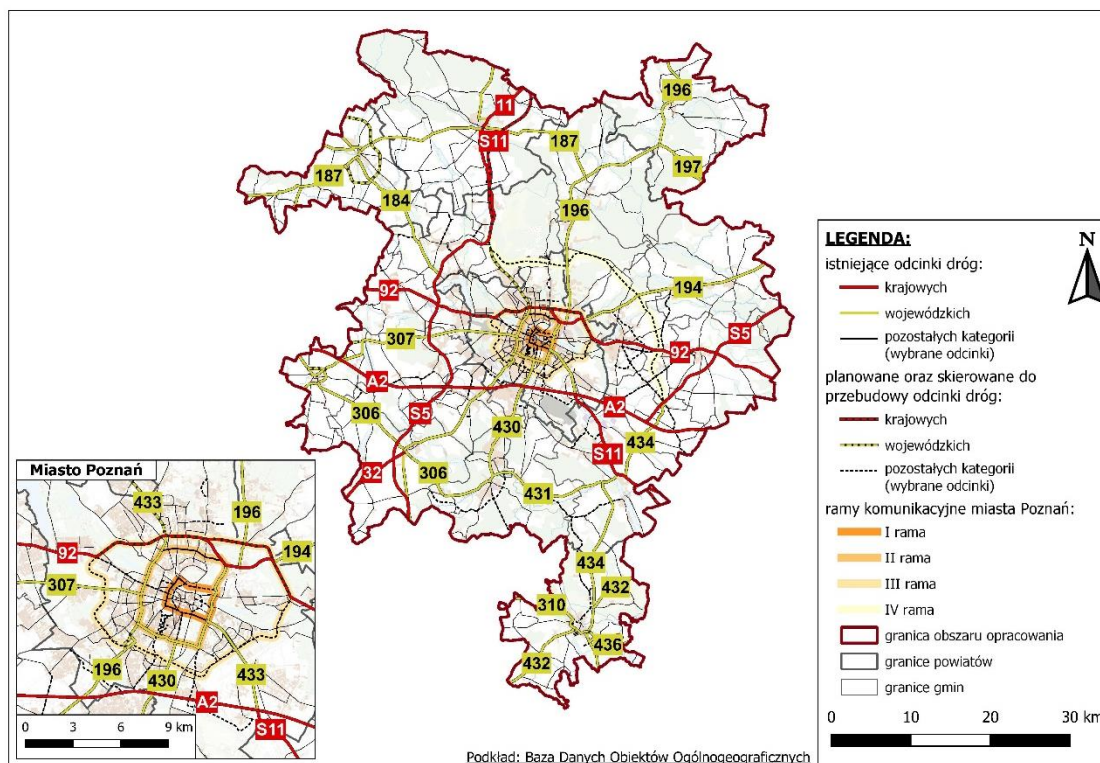 196
11
S11
187
187
197
184
196
194
92
S5
307
92
A2
A2
306
S5
430
434
S11
32
306
431
434
432
310
436
432
Miasto Poznań
433
196
92
194
307
196
430
433
A2
S11
0 3 6 9 km
LEGENDA:
N
istniejące odcinki dróg:
krajowych
wojewódzkich
pozostałych kategorii
(wybrane odcinki)
planowane oraz skierowane do
przebudowy odcinki dróg:
krajowych
wojewódzkich
pozostałych kategorii
(wybrane odcinki)
ramy komunikacyjne miasta Poznań:
I rama
II rama
III rama
IV rama
granica obszaru opracowania
granice powiatów
granice gmin
0 10 20 30 km
Podkład: Baza Danych Obiektów Ogólnogeograficznych